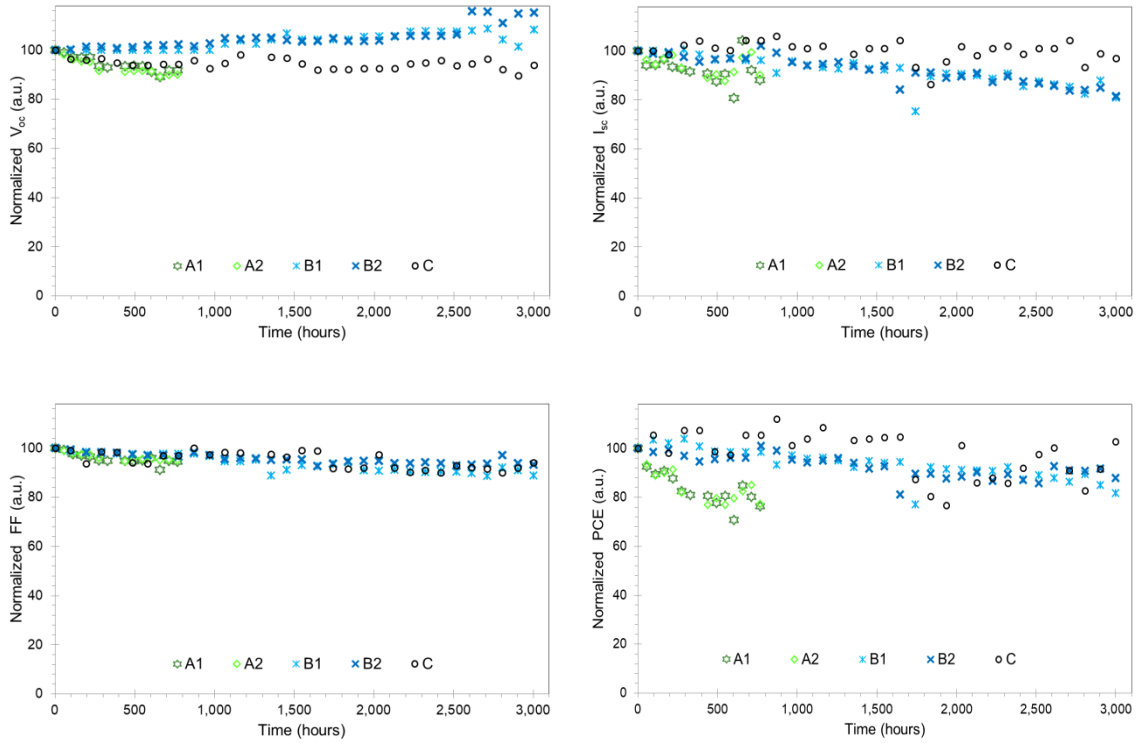 Normalized V_oc (a.u.)
100
80
60
40
20
0
A1 A2 B1 B2 C
0 500 1,000 1,500 2,000 2,500 3,000
Time (hours)
Normalized I_sc (a.u.)
100
80
60
40
20
0
A1 A2 B1 B2 C
0 500 1,000 1,500 2,000 2,500 3,000
Time (hours)
Normalized FF (a.u.)
100
80
60
40
20
0
A1 A2 B1 B2 C
0 500 1,000 1,500 2,000 2,500 3,000
Time (hours)
Normalized PCE (a.u.)
100
80
60
40
20
0
A1 A2 B1 B2 C
0 500 1,000 1,500 2,000 2,500 3,000
Time (hours)